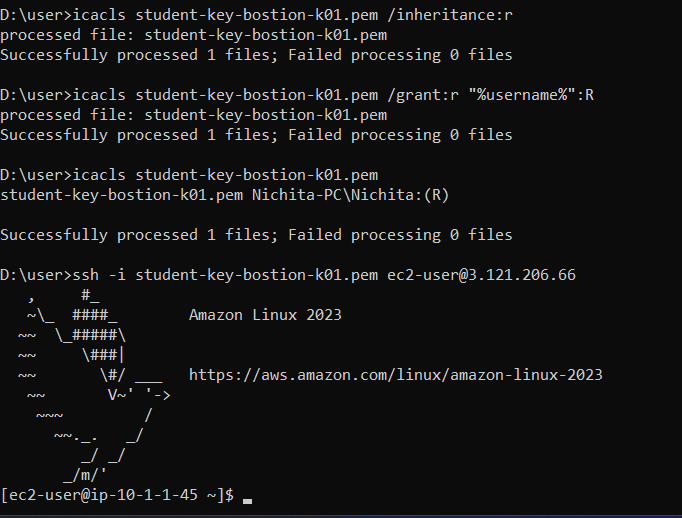 D:\user>icacls student-key-bostion-k01.pem /inheritance:r
processed file: student-key-bostion-k01.pem
Successfully processed 1 files; Failed processing 0 files

D:\user>icacls student-key-bostion-k01.pem /grant:r "%username%":R
processed file: student-key-bostion-k01.pem
Successfully processed 1 files; Failed processing 0 files

D:\user>icacls student-key-bostion-k01.pem
student-key-bostion-k01.pem Nichita-PC\Nichita:(R)

Successfully processed 1 files; Failed processing 0 files

D:\user>ssh -i student-key-bostion-k01.pem ec2-user@3.121.206.66
   ,     #_
   ~\_  ####_        Amazon Linux 2023
  ~~  \_#####\
  ~~     \###|
  ~~       \#/ ___   https://aws.amazon.com/linux/amazon-linux-2023
   ~~       V~' '->
    ~~~         /
      ~~._.   _/
         _/ _/
       _/m/'
[ec2-user@ip-10-1-1-45 ~]$